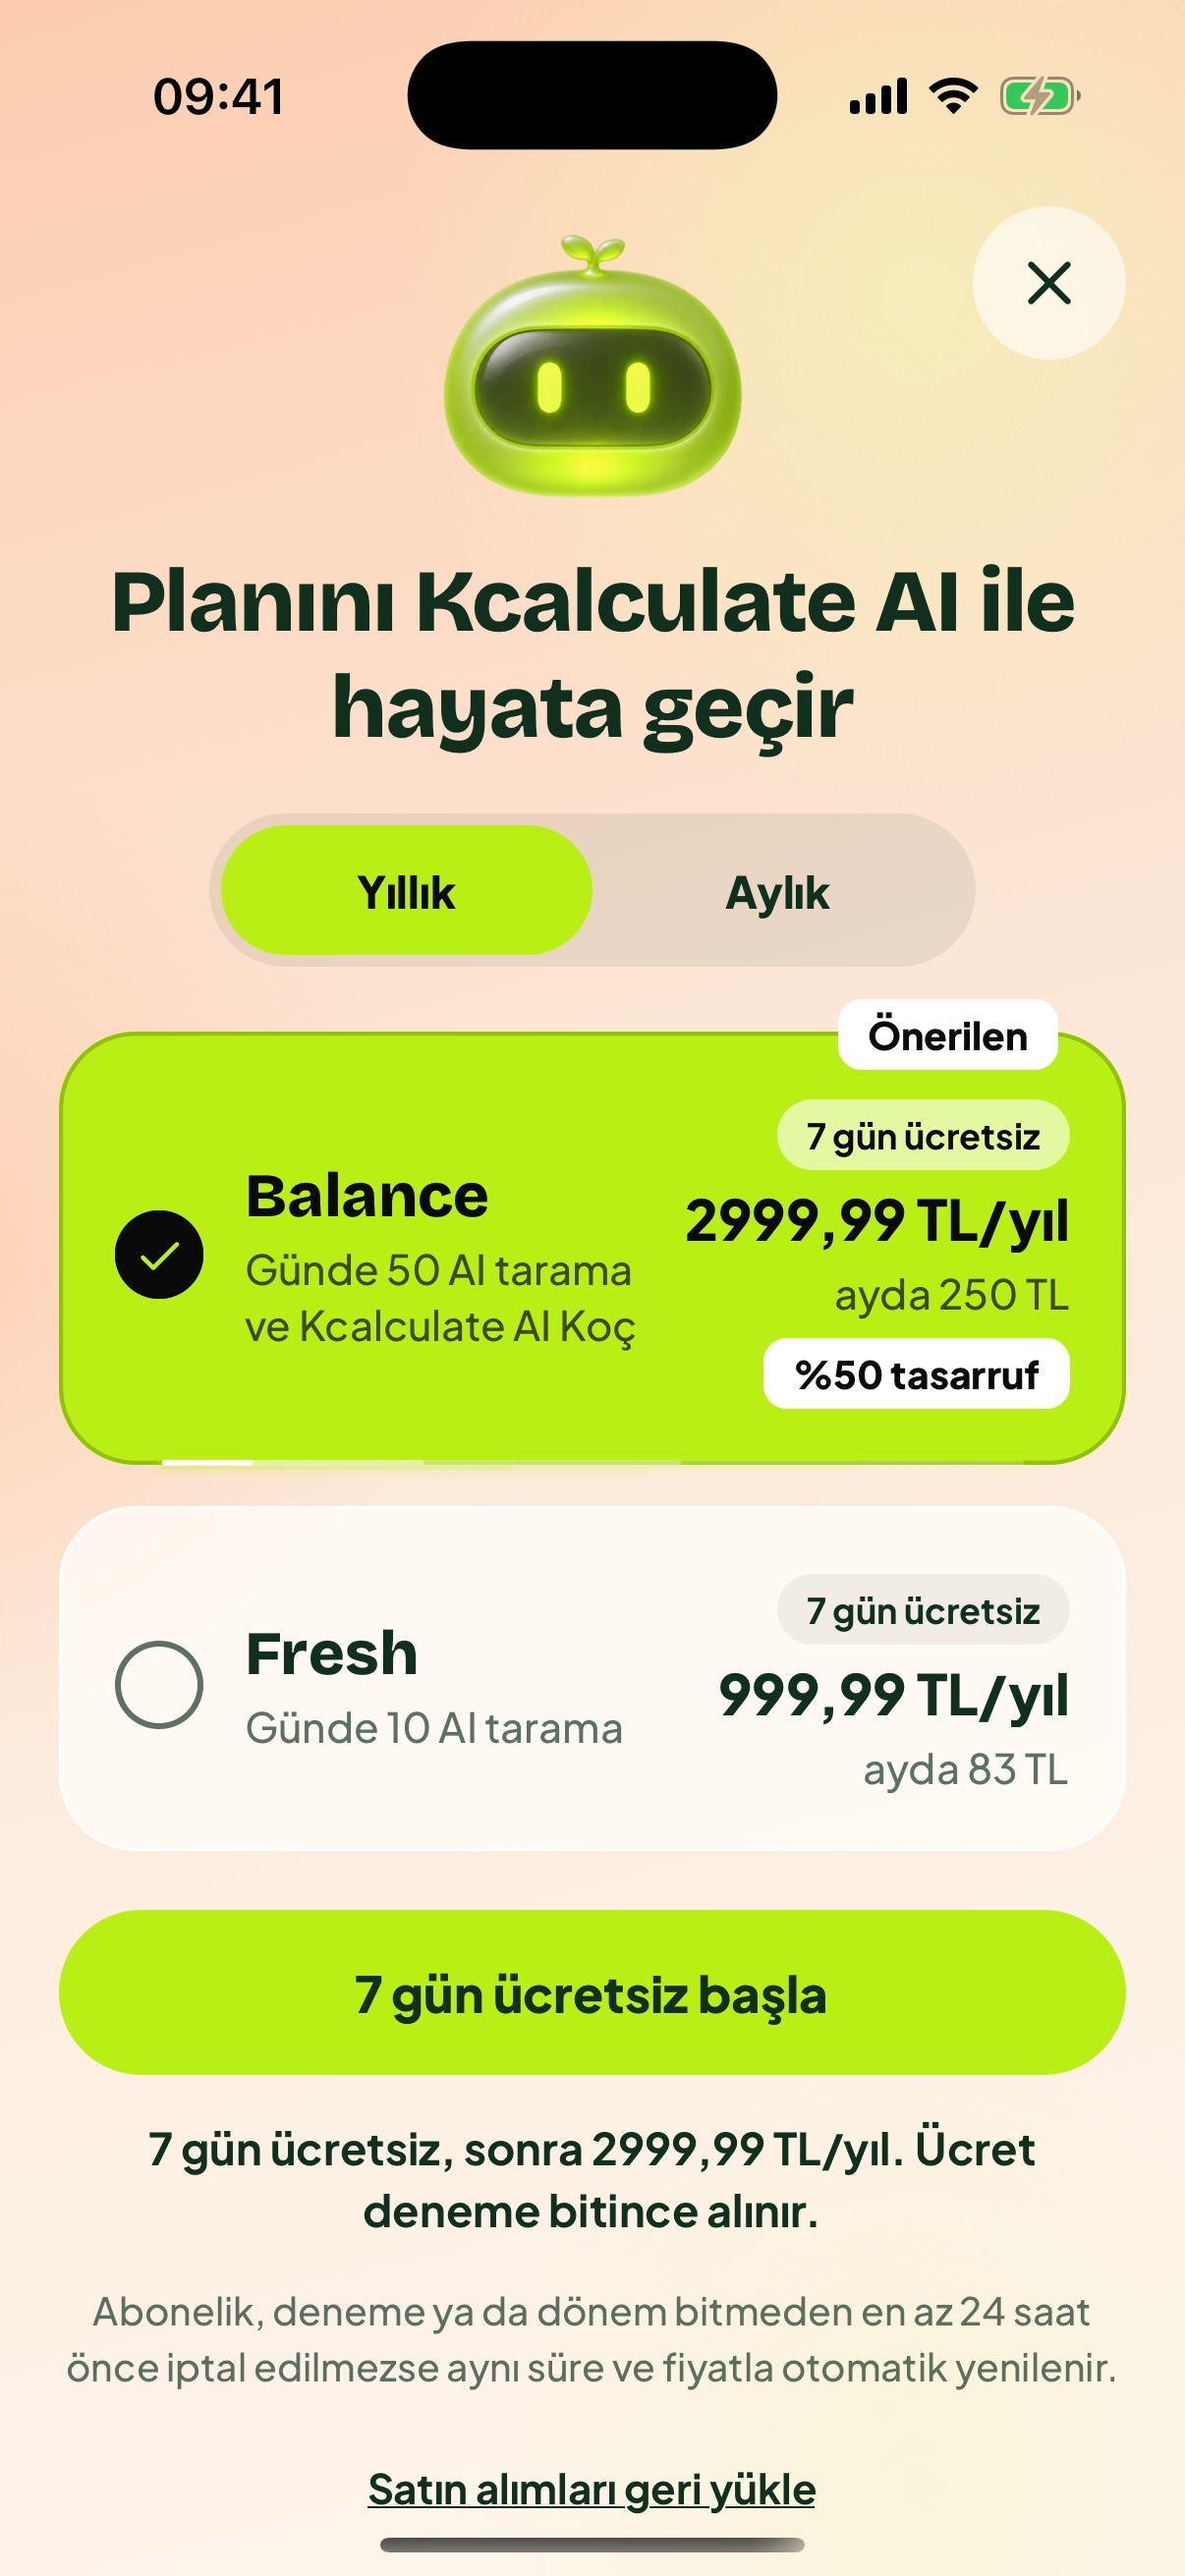 09:41
Planını Kcalculate AI ile
hayata geçir
Yıllık
Aylık
Önerilen
7 gün ücretsiz
Balance
2999,99 TL/yıl
Günde 50 AI tarama
ve Kcalculate AI Koç
ayda 250 TL
%50 tasarruf
7 gün ücretsiz
Fresh
999,99 TL/yıl
Günde 10 AI tarama
ayda 83 TL
7 gün ücretsiz başla
7 gün ücretsiz, sonra 2999,99 TL/yıl. Ücret
deneme bitince alınır.
Abonelik, deneme ya da dönem bitmeden en az 24 saat
önce iptal edilmezse aynı süre ve fiyatla otomatik yenilenir.
Satın alımları geri yükle